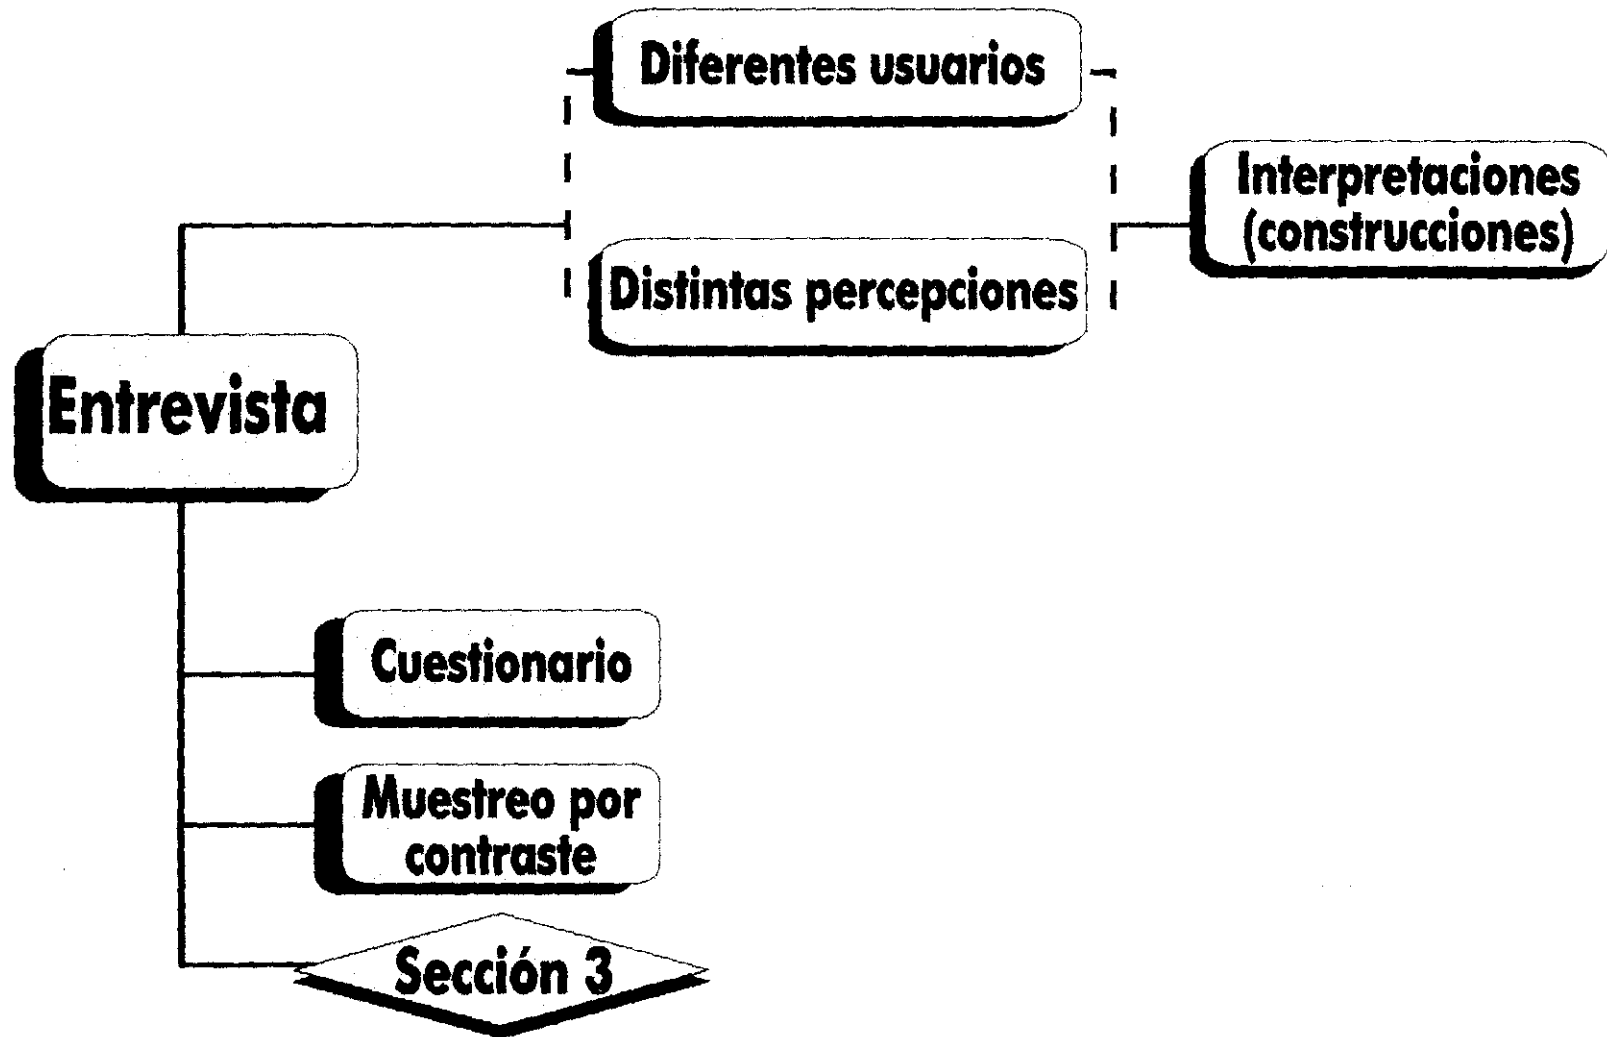 Diferentes usuarios
Interpretaciones
(construcciones)
Distintas percepciones
Entrevista
Cuestionario
Muestreo por
contraste
Sección 3